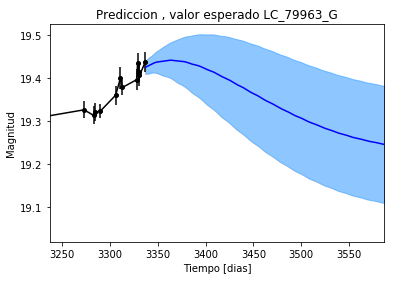 Prediccion , valor esperado LC_79963_G
19.5
19.4
19.3
19.2
19.1
Magnitud
3250 3300 3350 3400 3450 3500 3550
Tiempo [dias]